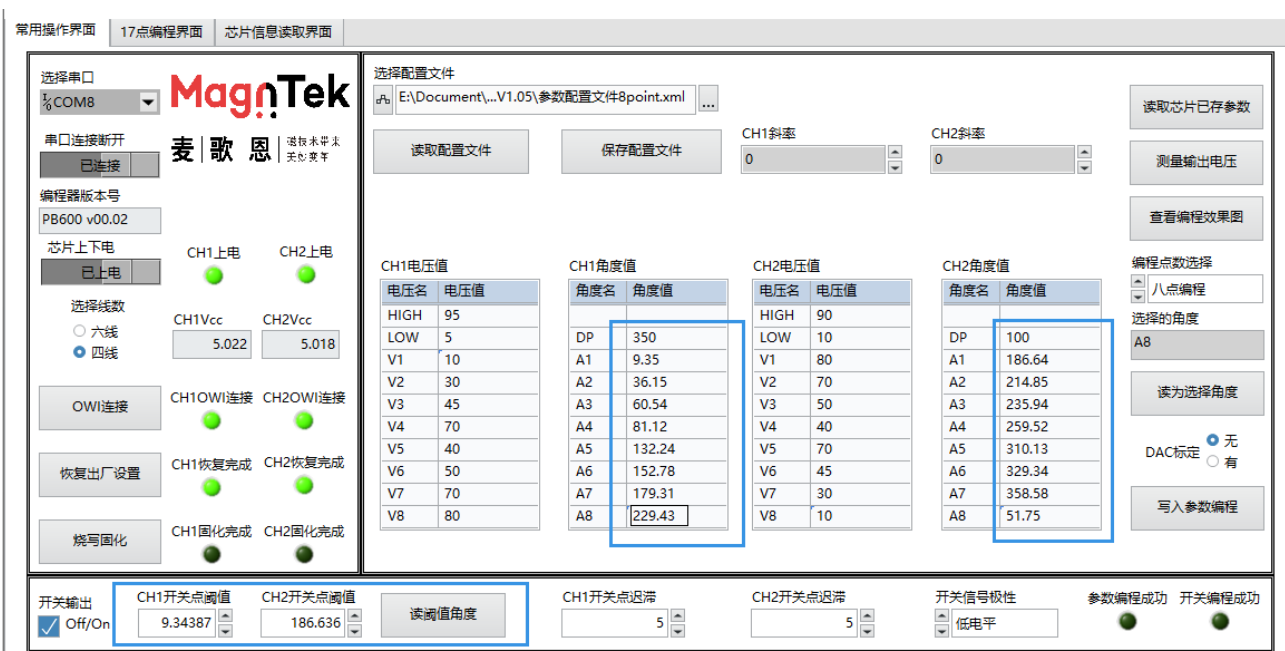 常用操作界面 17点编程界面 芯片信息读取界面
选择串口
COM8
MagnTek
麦 歌 恩 磁技术带来 美妙变革
串口连接断开
已连接
编程器版本号
PB600 v00.02
芯片上下电
已上电
CH1上电 CH2上电
选择线数
六线
四线
CH1Vcc CH2Vcc
5.022 5.018
OWI连接
CH1OWI连接 CH2OWI连接
恢复出厂设置
CH1恢复完成 CH2恢复完成
烧写固化
CH1固化完成 CH2固化完成
选择配置文件
E:\Document\...V1.05\参数配置文件8point.xml ...
读取配置文件 保存配置文件
CH1斜率 CH2斜率
0 0
CH1电压值
电压名 电压值
HIGH 95
LOW 5
V1 10
V2 30
V3 45
V4 70
V5 40
V6 50
V7 70
V8 80
CH1角度值
角度名 角度值
DP 350
A1 9.35
A2 36.15
A3 60.54
A4 81.12
A5 132.24
A6 152.78
A7 179.31
A8 229.43
CH2电压值
电压名 电压值
HIGH 90
LOW 10
V1 80
V2 70
V3 50
V4 40
V5 70
V6 45
V7 30
V8 10
CH2角度值
角度名 角度值
DP 100
A1 186.64
A2 214.85
A3 235.94
A4 259.52
A5 310.13
A6 329.34
A7 358.58
A8 51.75
读取芯片已存参数
测量输出电压
查看编程效果图
编程点数选择
八点编程
选择的角度
A8
读为选择角度
DAC标定 无
有
写入参数编程
开关输出
Off/On
CH1开关点阈值 CH2开关点阈值
9.34387 186.636
读阈值角度
CH1开关点迟滞 CH2开关点迟滞
5 5
开关信号极性
低电平
参数编程成功 开关编程成功